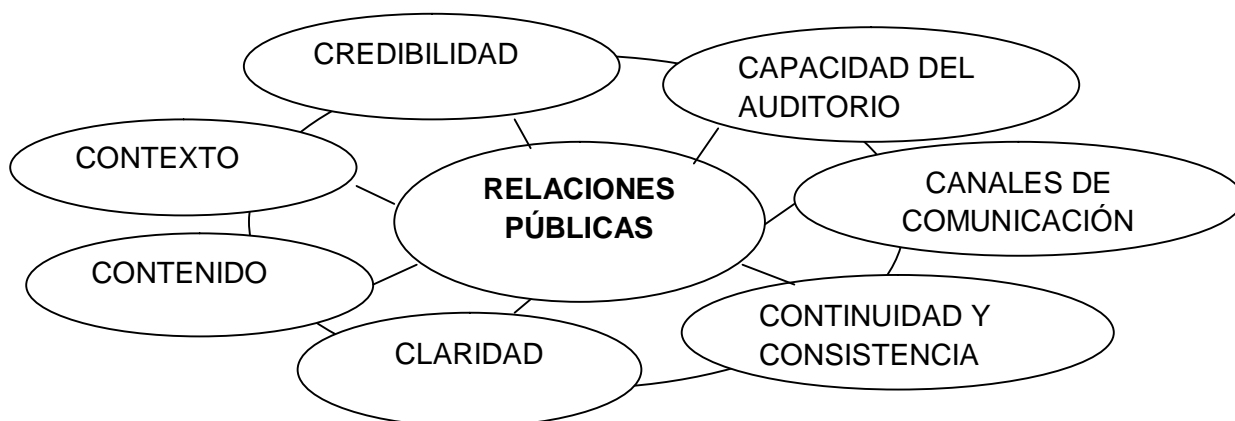 CREDIBILIDAD
CAPACIDAD DEL
AUDITORIO
CONTEXTO
RELACIONES
PÚBLICAS
CANALES DE
COMUNICACIÓN
CONTENIDO
CONTINUIDAD Y
CONSISTENCIA
CLARIDAD